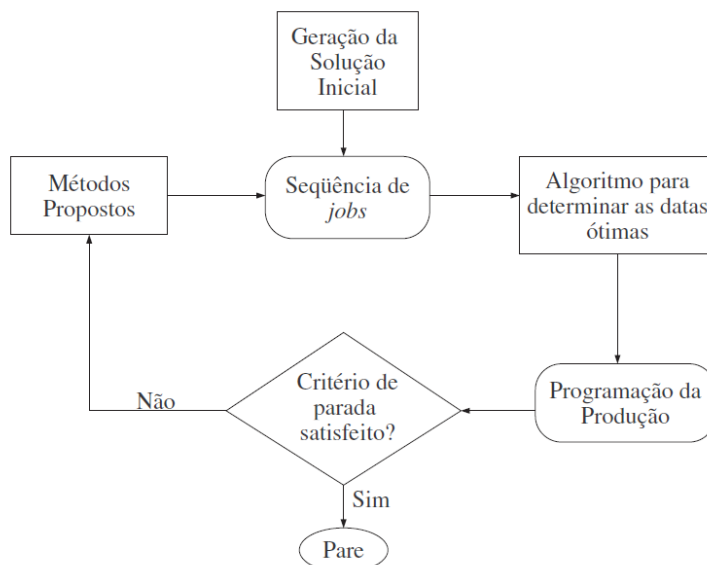 Geração da
Solução
Inicial
Métodos
Propostos
Seqüência de
jobs
Algoritmo para
determinar as datas
ótimas
Programação da
Produção
Critério de
parada
satisfeito?
Não
Sim
Pare